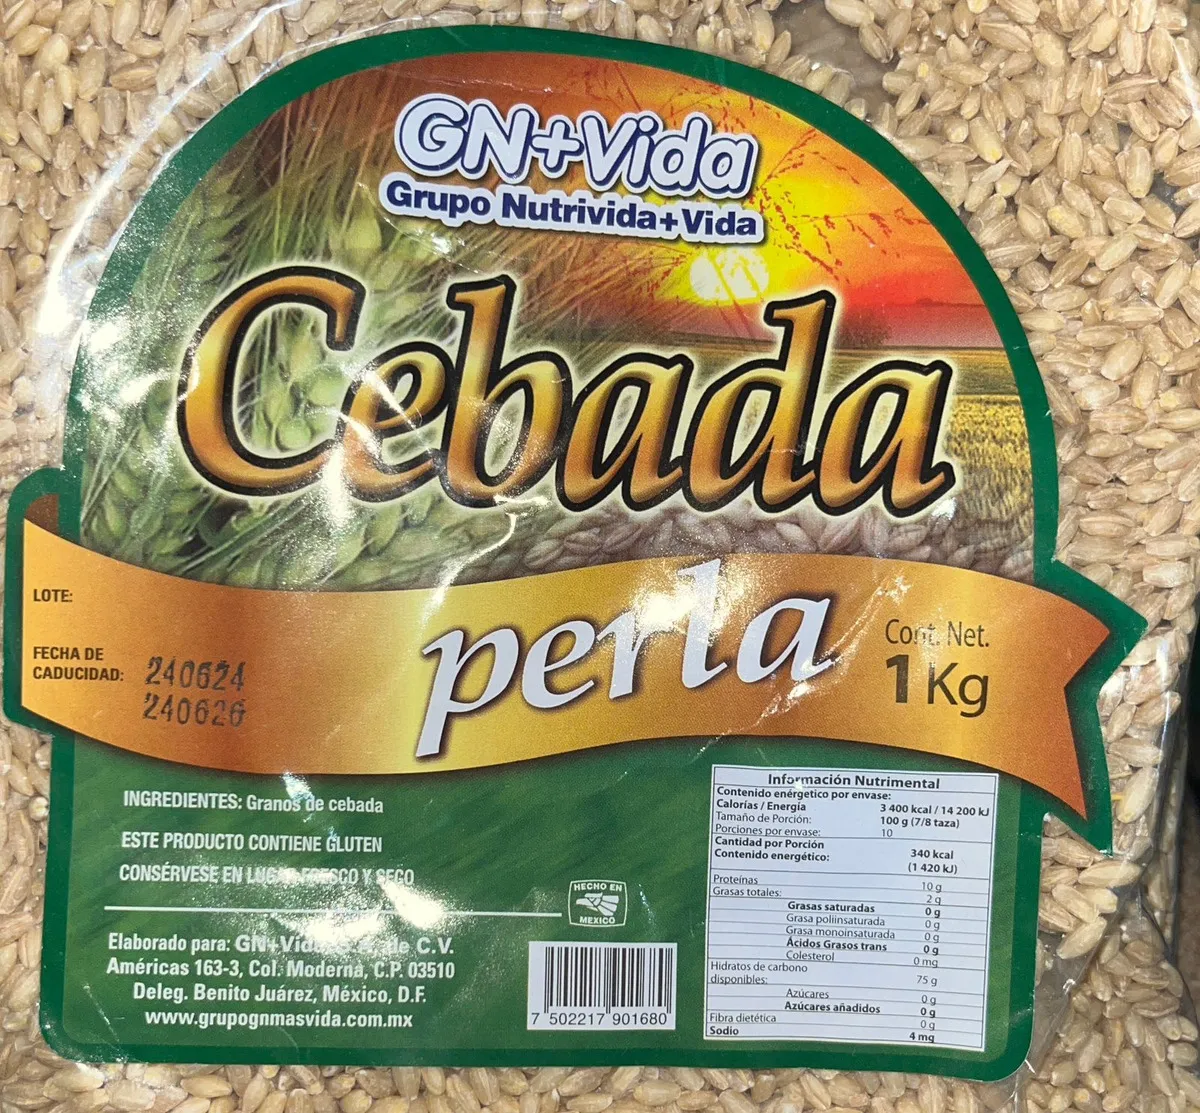 GN+Vida
Grupo Nutrivida+Vida
Cebada
perla
Cont. Net.
1 Kg
LOTE:
FECHA DE
CADUCIDAD:
240624
240626
INGREDIENTES: Granos de cebada
ESTE PRODUCTO CONTIENE GLUTEN
CONSÉRVESE EN LUGAR FRESCO Y SECO
HECHO EN
MEXICO
Elaborado para: GN+Vida S.A. de C.V.
Américas 163-3, Col. Moderna, C.P. 03510
Deleg. Benito Juárez, México, D.F.
www.grupognmasvida.com.mx
7 502217 901680
Información Nutrimental
Contenido enérgetico por envase:
Calorías / Energía 3 400 kcal / 14 200 kJ
Tamaño de Porción: 100 g (7/8 taza)
Porciones por envase: 10
Cantidad por Porción
Contenido energético: 340 kcal
(1 420 kJ)
Proteínas 10 g
Grasas totales: 2 g
Grasas saturadas 0 g
Grasa poliinsaturada 0 g
Grasa monoinsaturada 0 g
Ácidos Grasos trans 0 g
Colesterol 0 mg
Hidratos de carbono
disponibles: 75 g
Azúcares 0 g
Azúcares añadidos 0 g
Fibra dietética 0 g
Sodio 4 mg